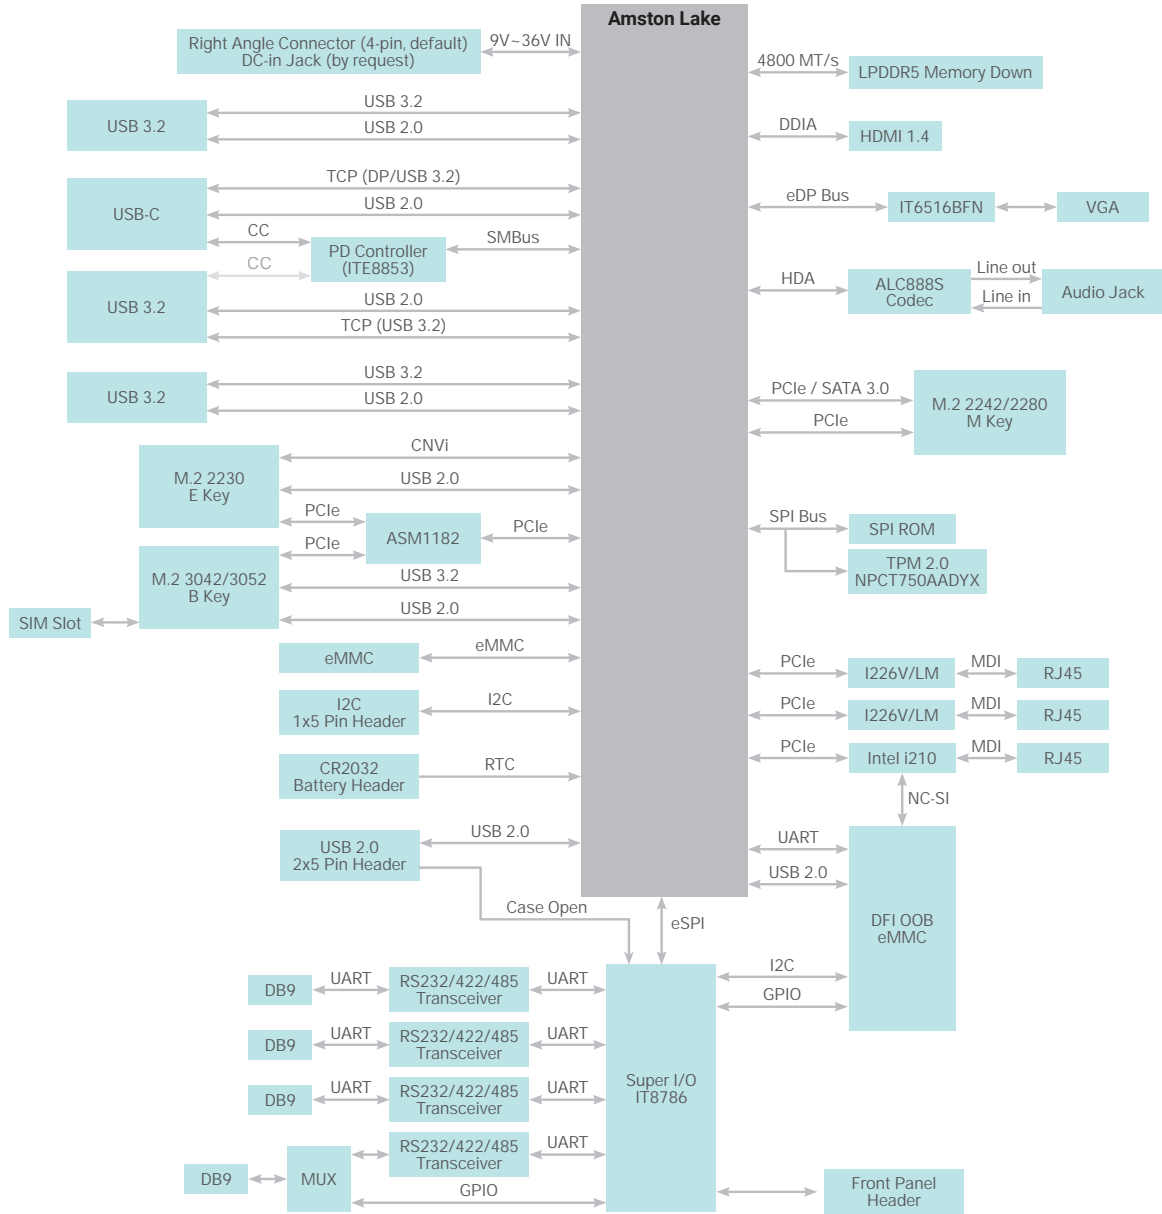 Amston Lake
Right Angle Connector (4-pin, default)
DC-in Jack (by request)
9V~36V IN
USB 3.2
USB 3.2
USB 2.0
USB-C
TCP (DP/USB 3.2)
USB 2.0
CC
PD Controller
(ITE8853)
SMBus
CC
USB 3.2
USB 2.0
TCP (USB 3.2)
USB 3.2
USB 3.2
USB 2.0
M.2 2230
E Key
CNVi
USB 2.0
PCIe
PCIe
ASM1182
PCIe
M.2 3042/3052
B Key
USB 3.2
USB 2.0
SIM Slot
eMMC
eMMC
I2C
1x5 Pin Header
I2C
CR2032
Battery Header
RTC
USB 2.0
2x5 Pin Header
USB 2.0
Case Open
eSPI
4800 MT/s
LPDDR5 Memory Down
DDIA
HDMI 1.4
eDP Bus
IT6516BFN
VGA
HDA
ALC888S
Codec
Line out
Line in
Audio Jack
PCIe / SATA 3.0
PCIe
M.2 2242/2280
M Key
SPI Bus
SPI ROM
TPM 2.0
NPCT750AADYX
PCIe
I226V/LM
MDI
RJ45
PCIe
I226V/LM
MDI
RJ45
PCIe
Intel i210
MDI
RJ45
NC-SI
UART
USB 2.0
DFI OOB
eMMC
I2C
GPIO
DB9
UART
RS232/422/485
Transceiver
UART
DB9
UART
RS232/422/485
Transceiver
UART
DB9
UART
RS232/422/485
Transceiver
UART
Super I/O
IT8786
DB9
MUX
RS232/422/485
Transceiver
UART
GPIO
Front Panel
Header